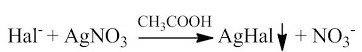 Hal⁻ + AgNO₃ CH₃COOH → AgHal↓ + NO₃⁻